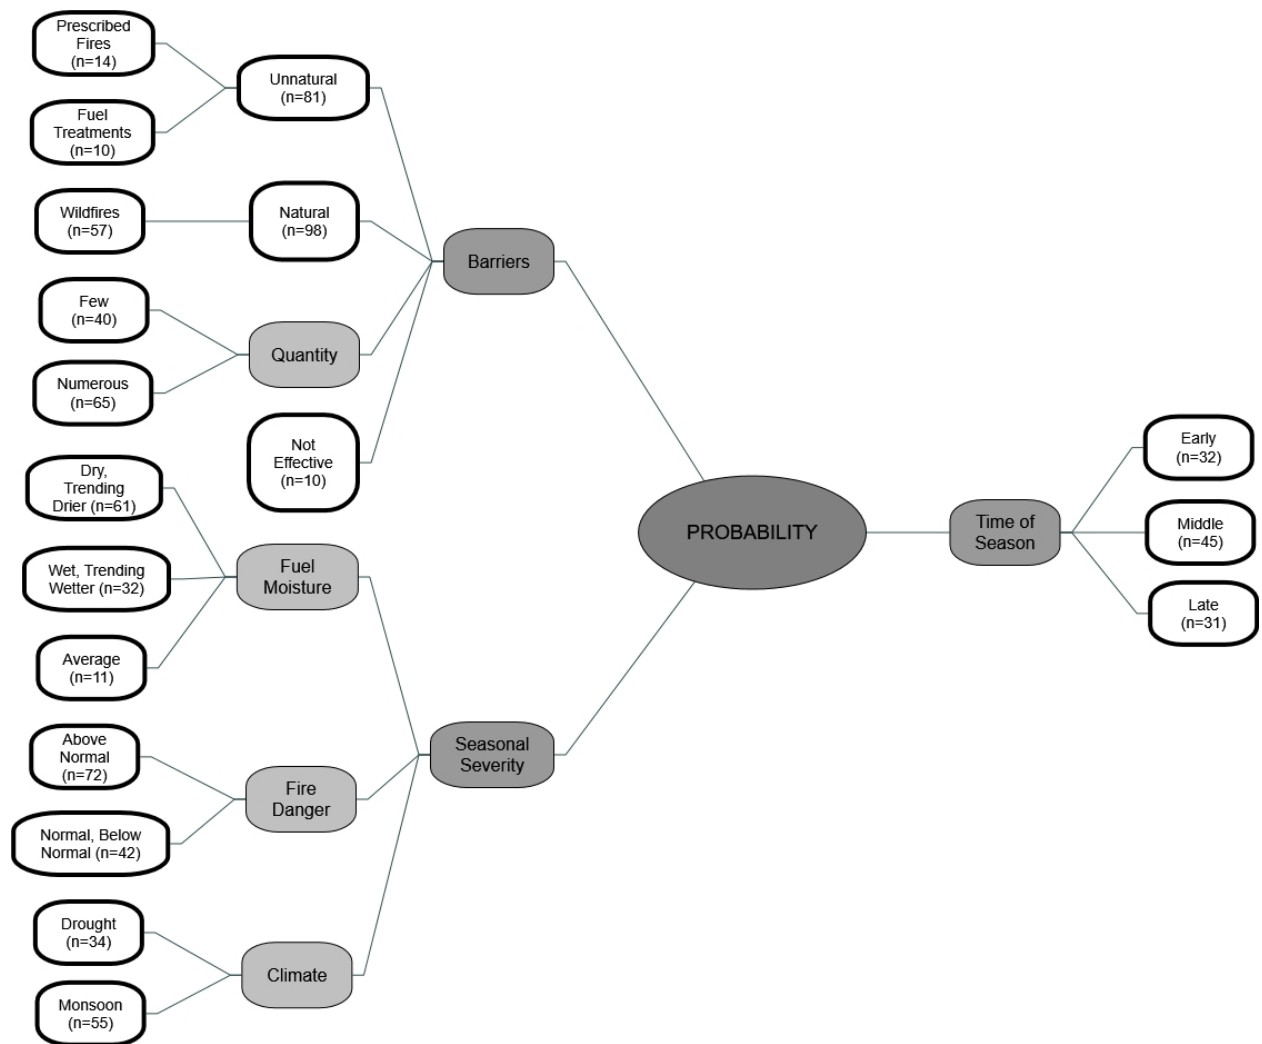 Prescribed
Fires
(n=14)
Fuel
Treatments
(n=10)
Unnatural
(n=81)
Wildfires
(n=57)
Natural
(n=98)
Few
(n=40)
Numerous
(n=65)
Quantity
Not
Effective
(n=10)
Barriers
Dry,
Trending
Drier (n=61)
Wet, Trending
Wetter (n=32)
Average
(n=11)
Fuel
Moisture
Above
Normal
(n=72)
Normal, Below
Normal (n=42)
Fire
Danger
Drought
(n=34)
Monsoon
(n=55)
Climate
Seasonal
Severity
PROBABILITY
Time of
Season
Early
(n=32)
Middle
(n=45)
Late
(n=31)